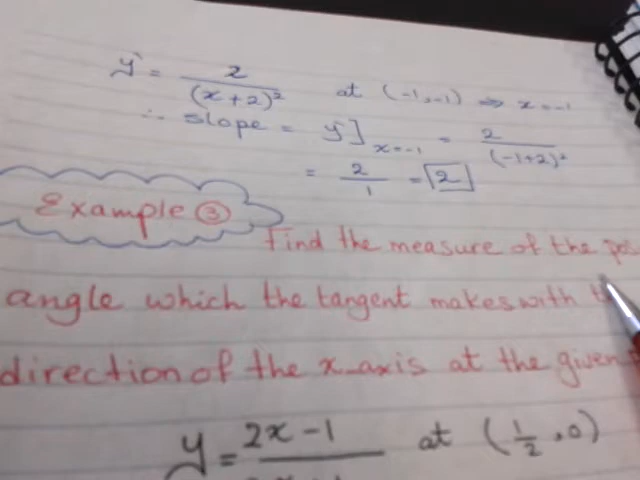 y' = 2 / (x+2)² at (-1,-1) ⇒ x=-1
∴ slope = y']x=-1 = 2 / (-1+2)²
= 2/1 = 2
Example ③
Find the measure of the
angle which the tangent makes with
direction of the x-axis at the given
y = 2x-1 at (1/2, 0)